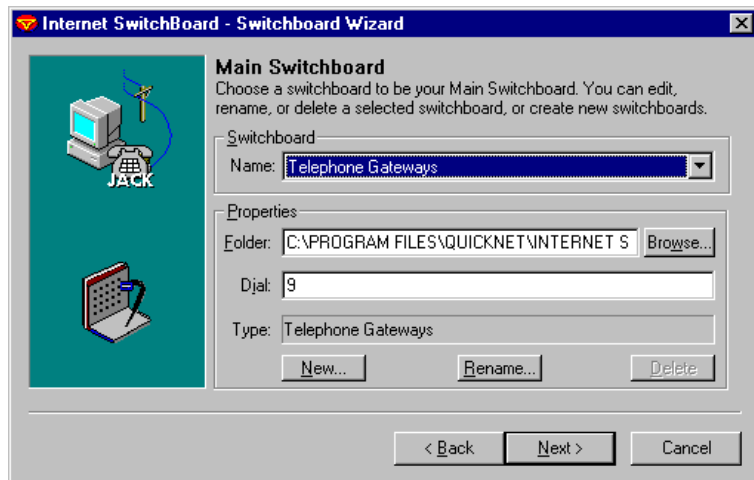 Internet SwitchBoard - Switchboard Wizard
Main Switchboard
Choose a switchboard to be your Main Switchboard. You can edit,
rename, or delete a selected switchboard, or create new switchboards.
JACK
Switchboard
Name: Telephone Gateways
Properties
Folder: C:\PROGRAM FILES\QUICKNET\INTERNET S Browse...
Dial: 9
Type: Telephone Gateways
New... Rename... Delete
< Back Next > Cancel